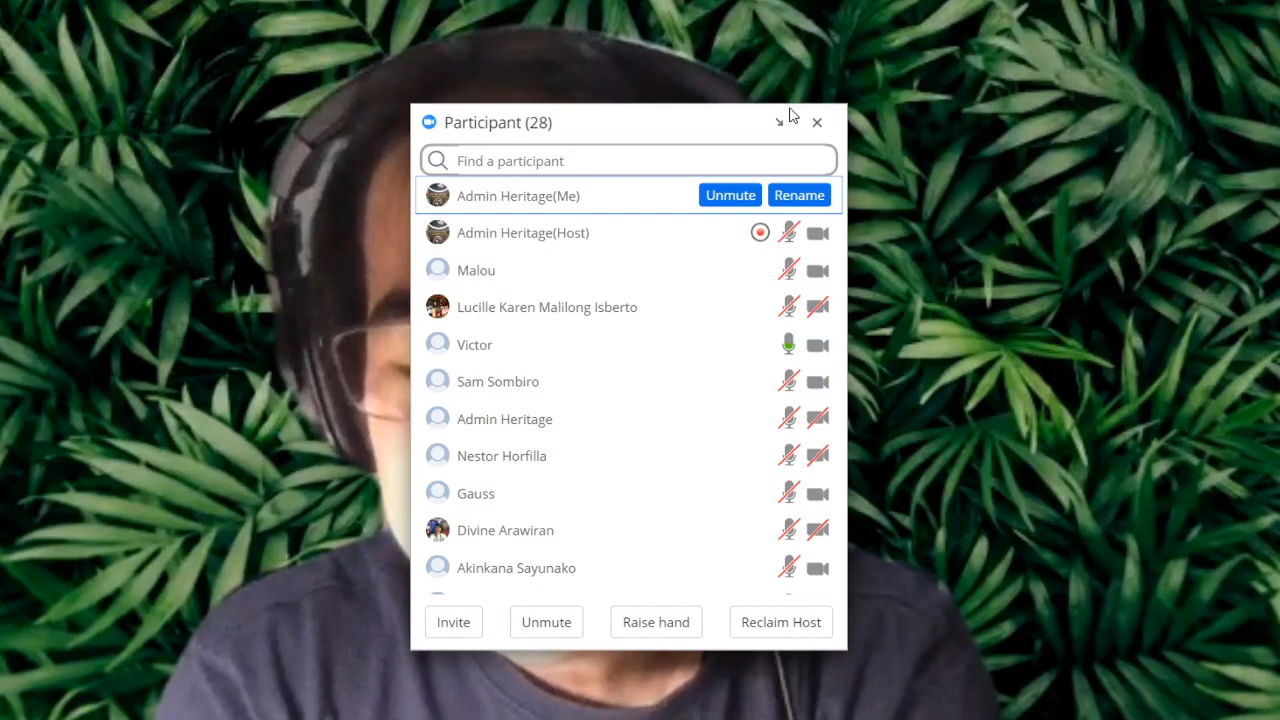 Participant (28)
Find a participant
Admin Heritage(Me) Unmute Rename
Admin Heritage(Host)
Malou
Lucille Karen Malilong Isberto
Victor
Sam Sombiro
Admin Heritage
Nestor Horfilla
Gauss
Divine Arawiran
Akinkana Sayunako
Invite Unmute Raise hand Reclaim Host